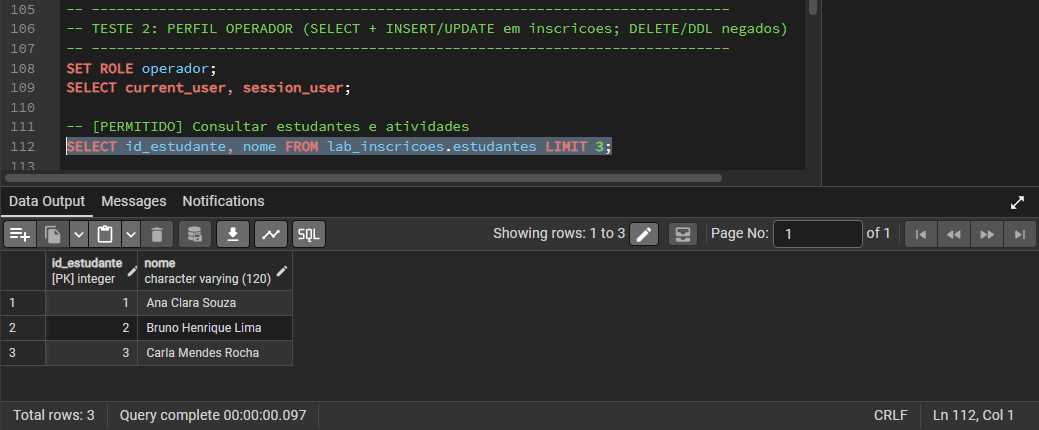 105 -- ---------------------------------------------------------------------------
106 -- TESTE 2: PERFIL OPERADOR (SELECT + INSERT/UPDATE em inscricoes; DELETE/DDL negados)
107 -- ---------------------------------------------------------------------------
108 SET ROLE operador;
109 SELECT current_user, session_user;
110
111 -- [PERMITIDO] Consultar estudantes e atividades
112 SELECT id_estudante, nome FROM lab_inscricoes.estudantes LIMIT 3;
113
Data Output Messages Notifications
SQL Showing rows: 1 to 3 Page No: 1 of 1
id_estudante nome
[PK] integer character varying (120)
1 1 Ana Clara Souza
2 2 Bruno Henrique Lima
3 3 Carla Mendes Rocha
Total rows: 3 Query complete 00:00:00.097 CRLF Ln 112, Col 1